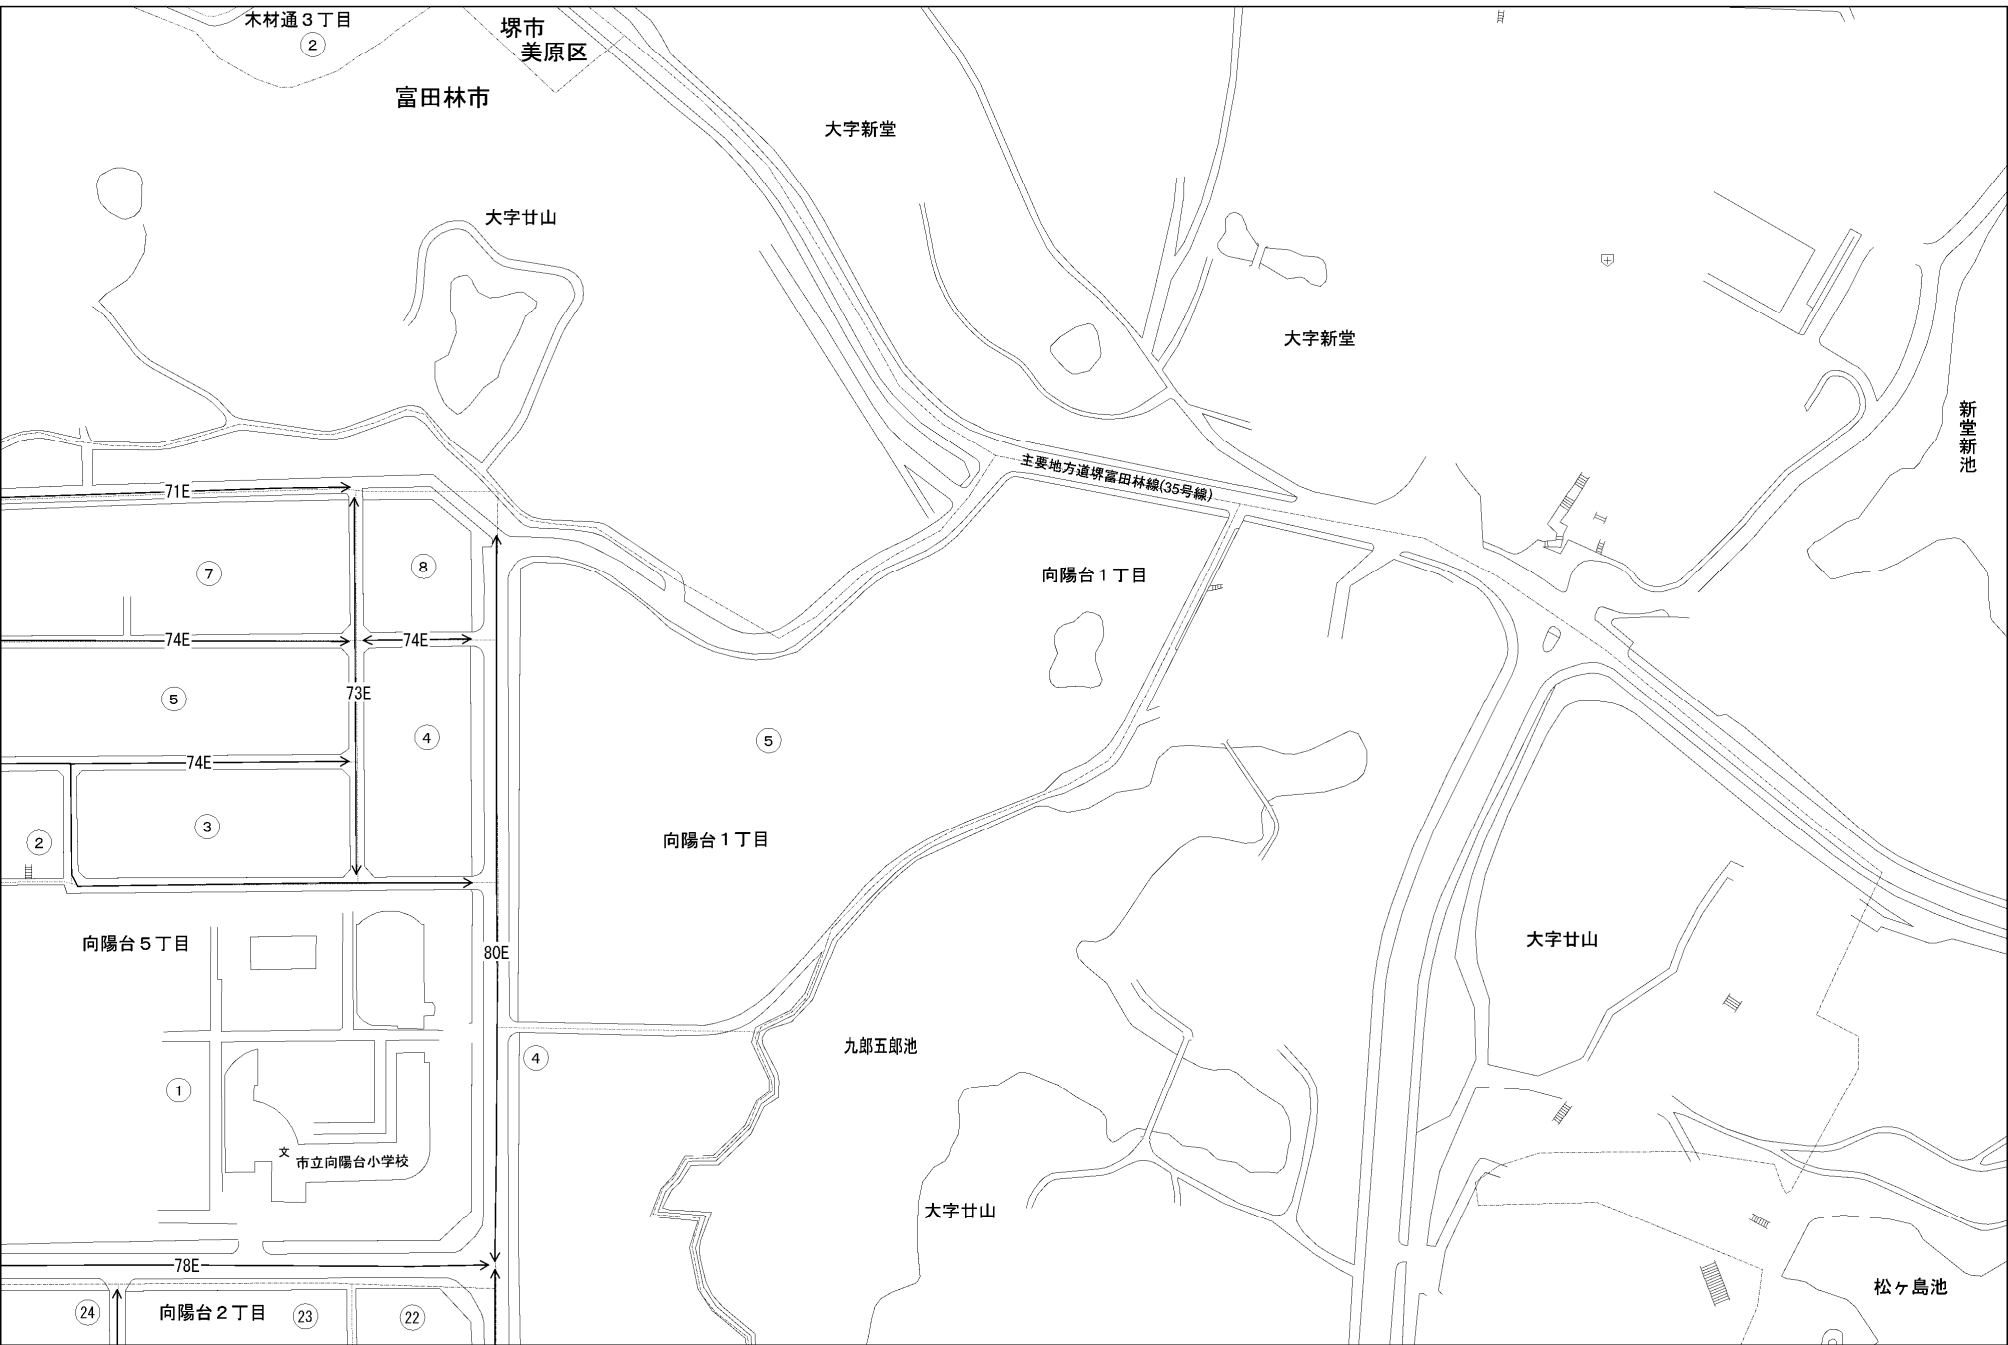 木材通３丁目
②
堺市
美原区
富田林市
大字新堂
大字廿山
大字新堂
新堂新池
主要地方道堺富田林線(35号線)
71E
⑦
⑧
向陽台１丁目
74E
74E
73E
⑤
④
⑤
74E
③
②
向陽台１丁目
向陽台５丁目
80E
大字廿山
九郎五郎池
④
①
文
市立向陽台小学校
大字廿山
78E
松ヶ島池
㉔
向陽台２丁目
㉓
㉒